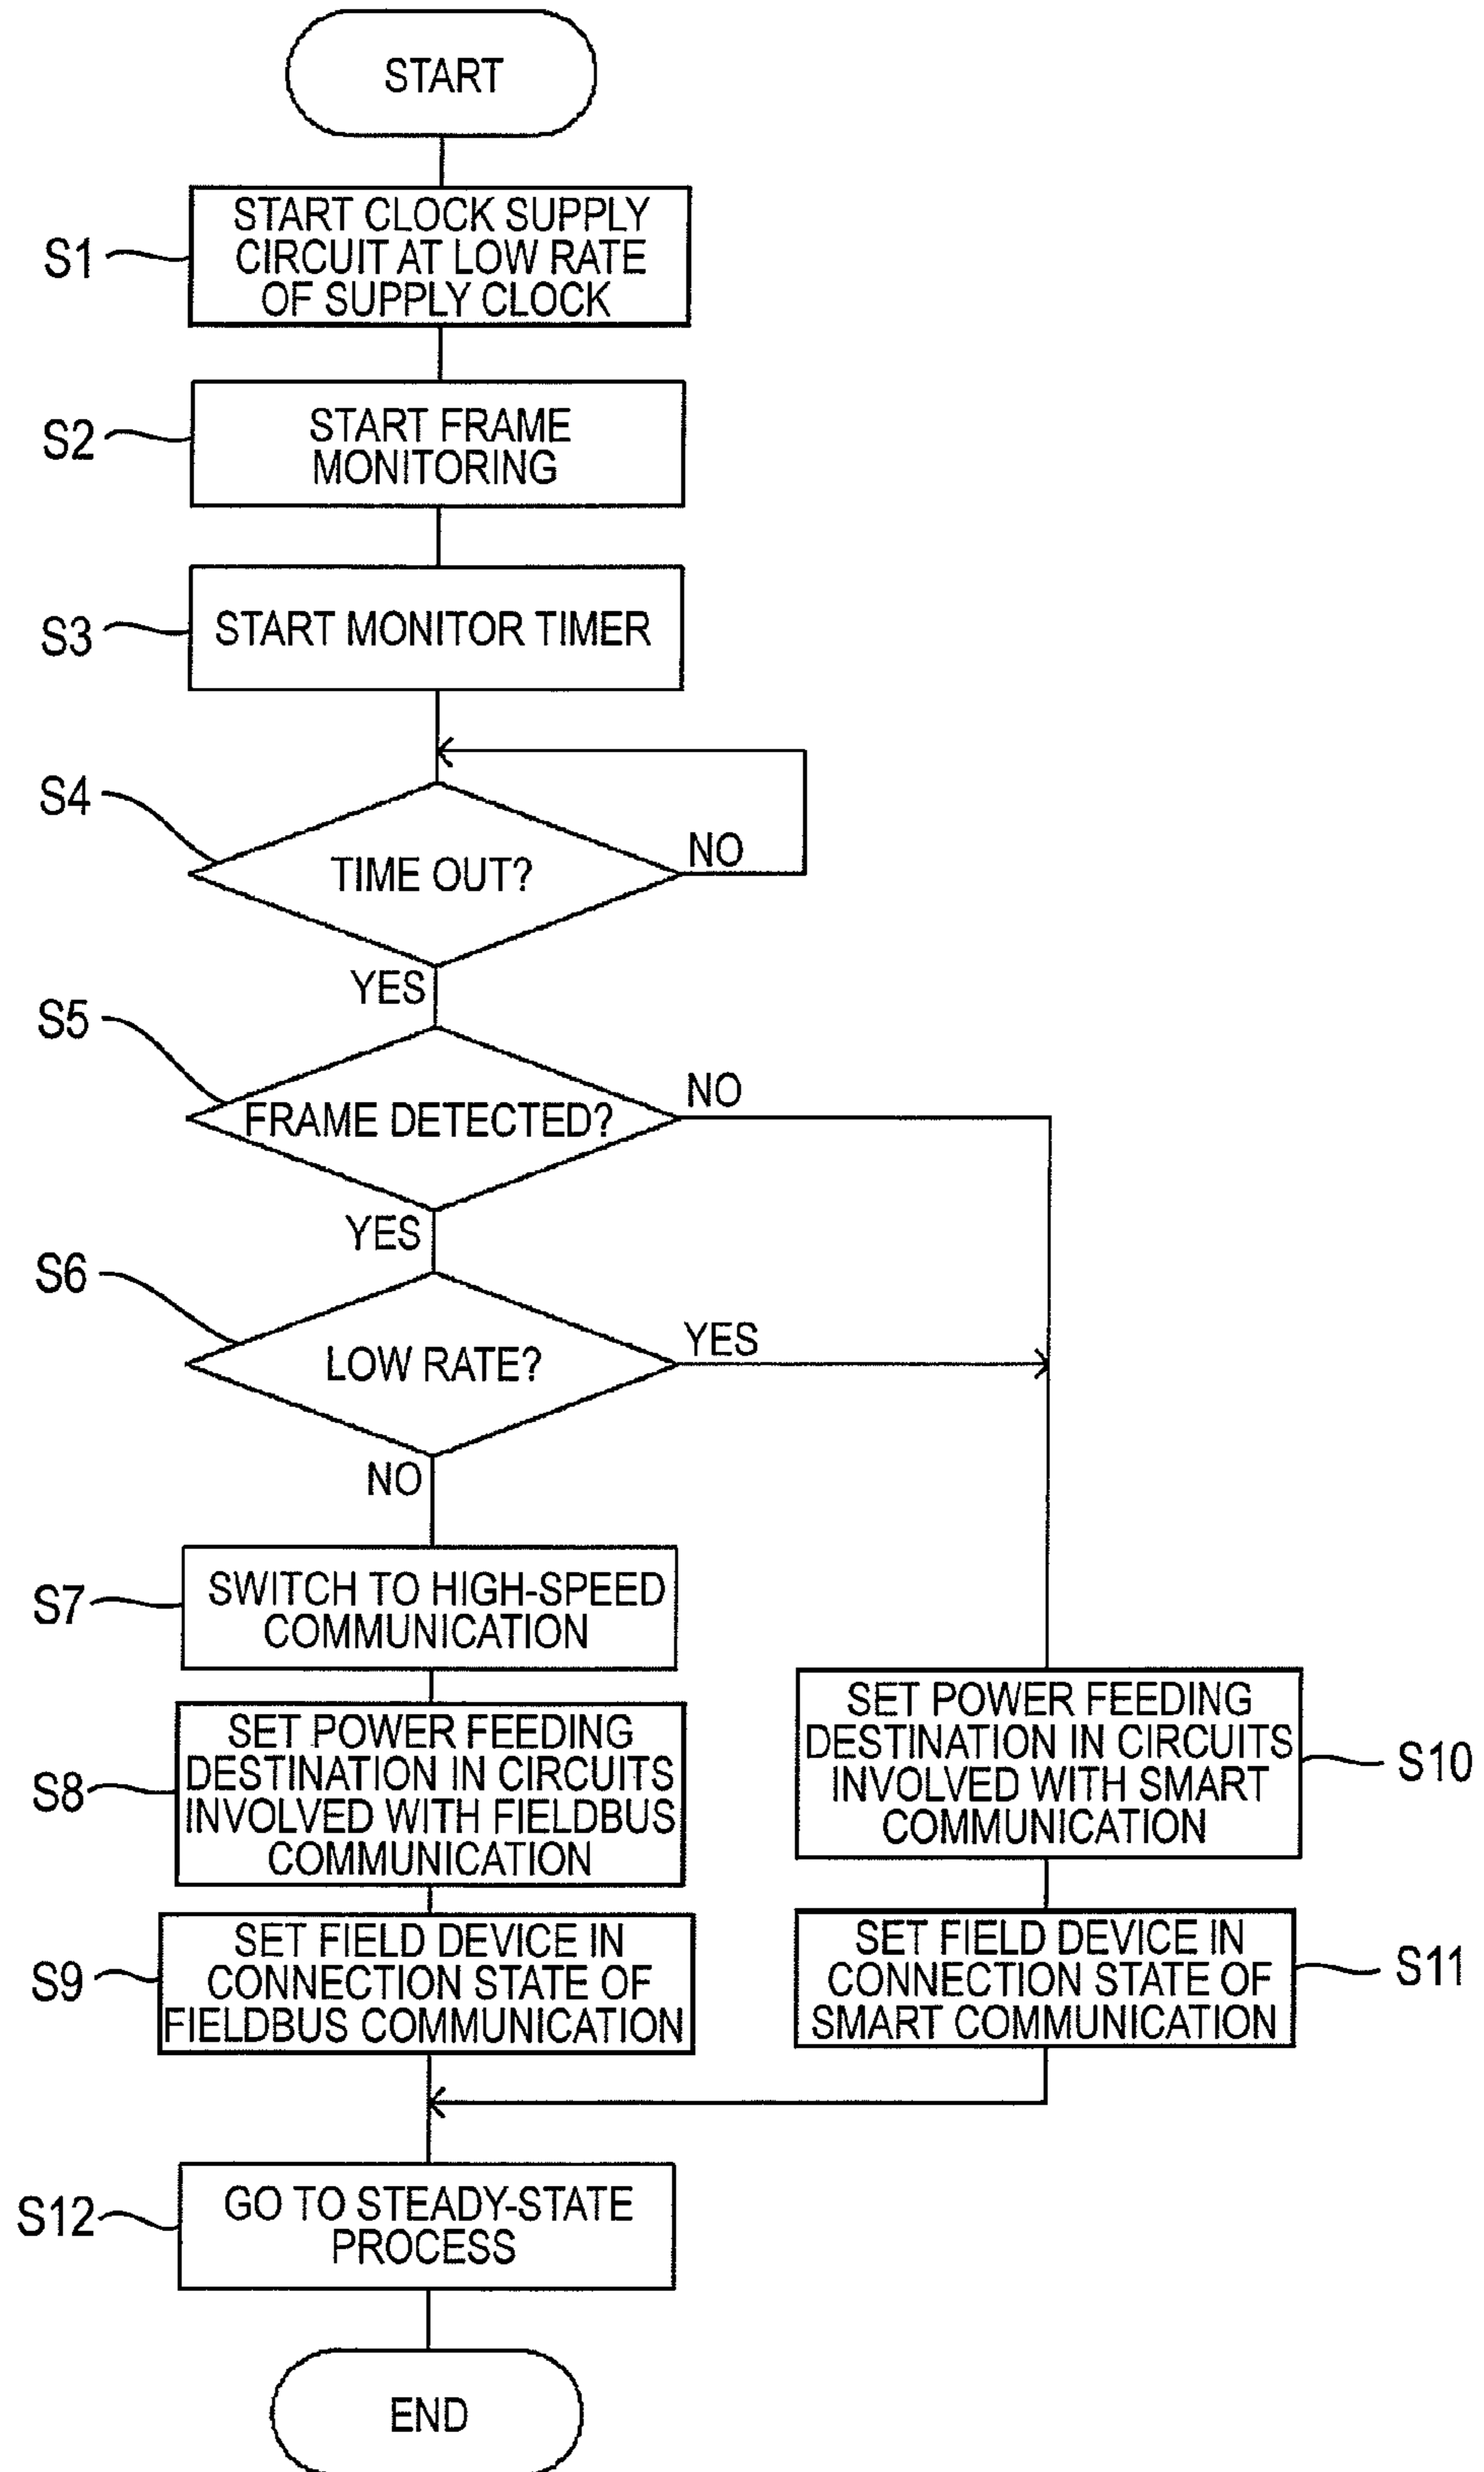 START
S1
START CLOCK SUPPLY
CIRCUIT AT LOW RATE
OF SUPPLY CLOCK
S2
START FRAME
MONITORING
S3
START MONITOR TIMER
S4
TIME OUT?
NO
YES
S5
FRAME DETECTED?
NO
YES
S6
LOW RATE?
YES
NO
S7
SWITCH TO HIGH-SPEED
COMMUNICATION
S8
SET POWER FEEDING
DESTINATION IN CIRCUITS
INVOLVED WITH FIELDBUS
COMMUNICATION
SET POWER FEEDING
DESTINATION IN CIRCUITS
INVOLVED WITH SMART
COMMUNICATION
S10
S9
SET FIELD DEVICE IN
CONNECTION STATE OF
FIELDBUS COMMUNICATION
SET FIELD DEVICE IN
CONNECTION STATE OF
SMART COMMUNICATION
S11
S12
GO TO STEADY-STATE
PROCESS
END